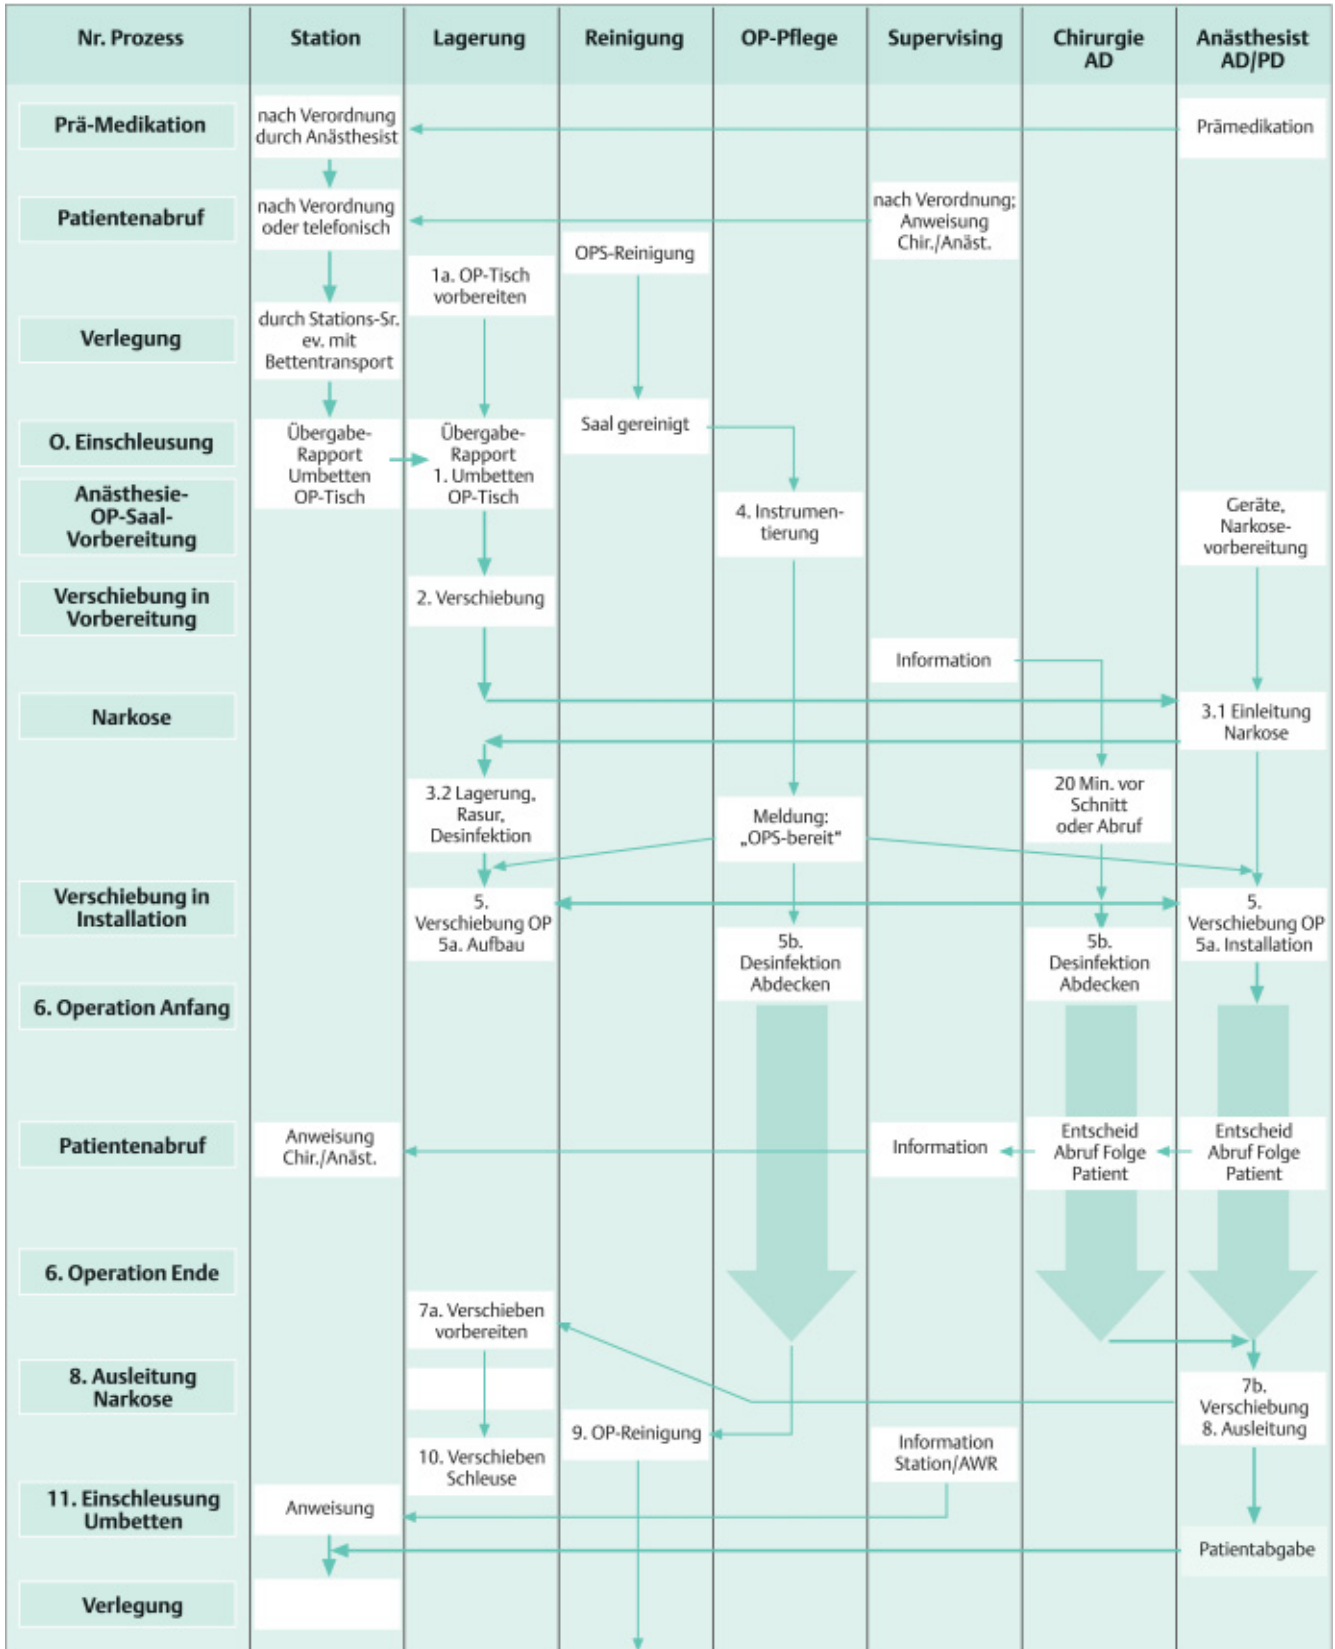 Nr. Prozess
Station
Lagerung
Reinigung
OP-Pflege
Supervising
Chirurgie
AD
Anästhesist
AD/PD
Prä-Medikation
nach Verordnung
durch Anästhesist
Prämedikation
Patientenabruf
nach Verordnung
oder telefonisch
nach Verordnung;
Anweisung
Chir./Anäst.
OPS-Reinigung
1a. OP-Tisch
vorbereiten
Verlegung
durch Stations-Sr.
ev. mit
Bettentransport
O. Einschleusung
Übergabe-
Rapport
Umbetten
OP-Tisch
Übergabe-
Rapport
1. Umbetten
OP-Tisch
Saal gereinigt
Anästhesie-
OP-Saal-
Vorbereitung
4. Instrumen-
tierung
Geräte,
Narkose-
vorbereitung
Verschiebung in
Vorbereitung
2. Verschiebung
Information
Narkose
3.1 Einleitung
Narkose
3.2 Lagerung,
Rasur,
Desinfektion
Meldung:
„OPS-bereit“
20 Min. vor
Schnitt
oder Abruf
Verschiebung in
Installation
5.
Verschiebung OP
5a. Aufbau
5b.
Desinfektion
Abdecken
5b.
Desinfektion
Abdecken
5.
Verschiebung OP
5a. Installation
6. Operation Anfang
Patientenabruf
Anweisung
Chir./Anäst.
Information
Entscheid
Abruf Folge
Patient
Entscheid
Abruf Folge
Patient
6. Operation Ende
7a. Verschieben
vorbereiten
8. Ausleitung
Narkose
7b.
Verschiebung
8. Ausleitung
9. OP-Reinigung
Information
Station/AWR
10. Verschieben
Schleuse
11. Einschleusung
Umbetten
Anweisung
Patientabgabe
Verlegung